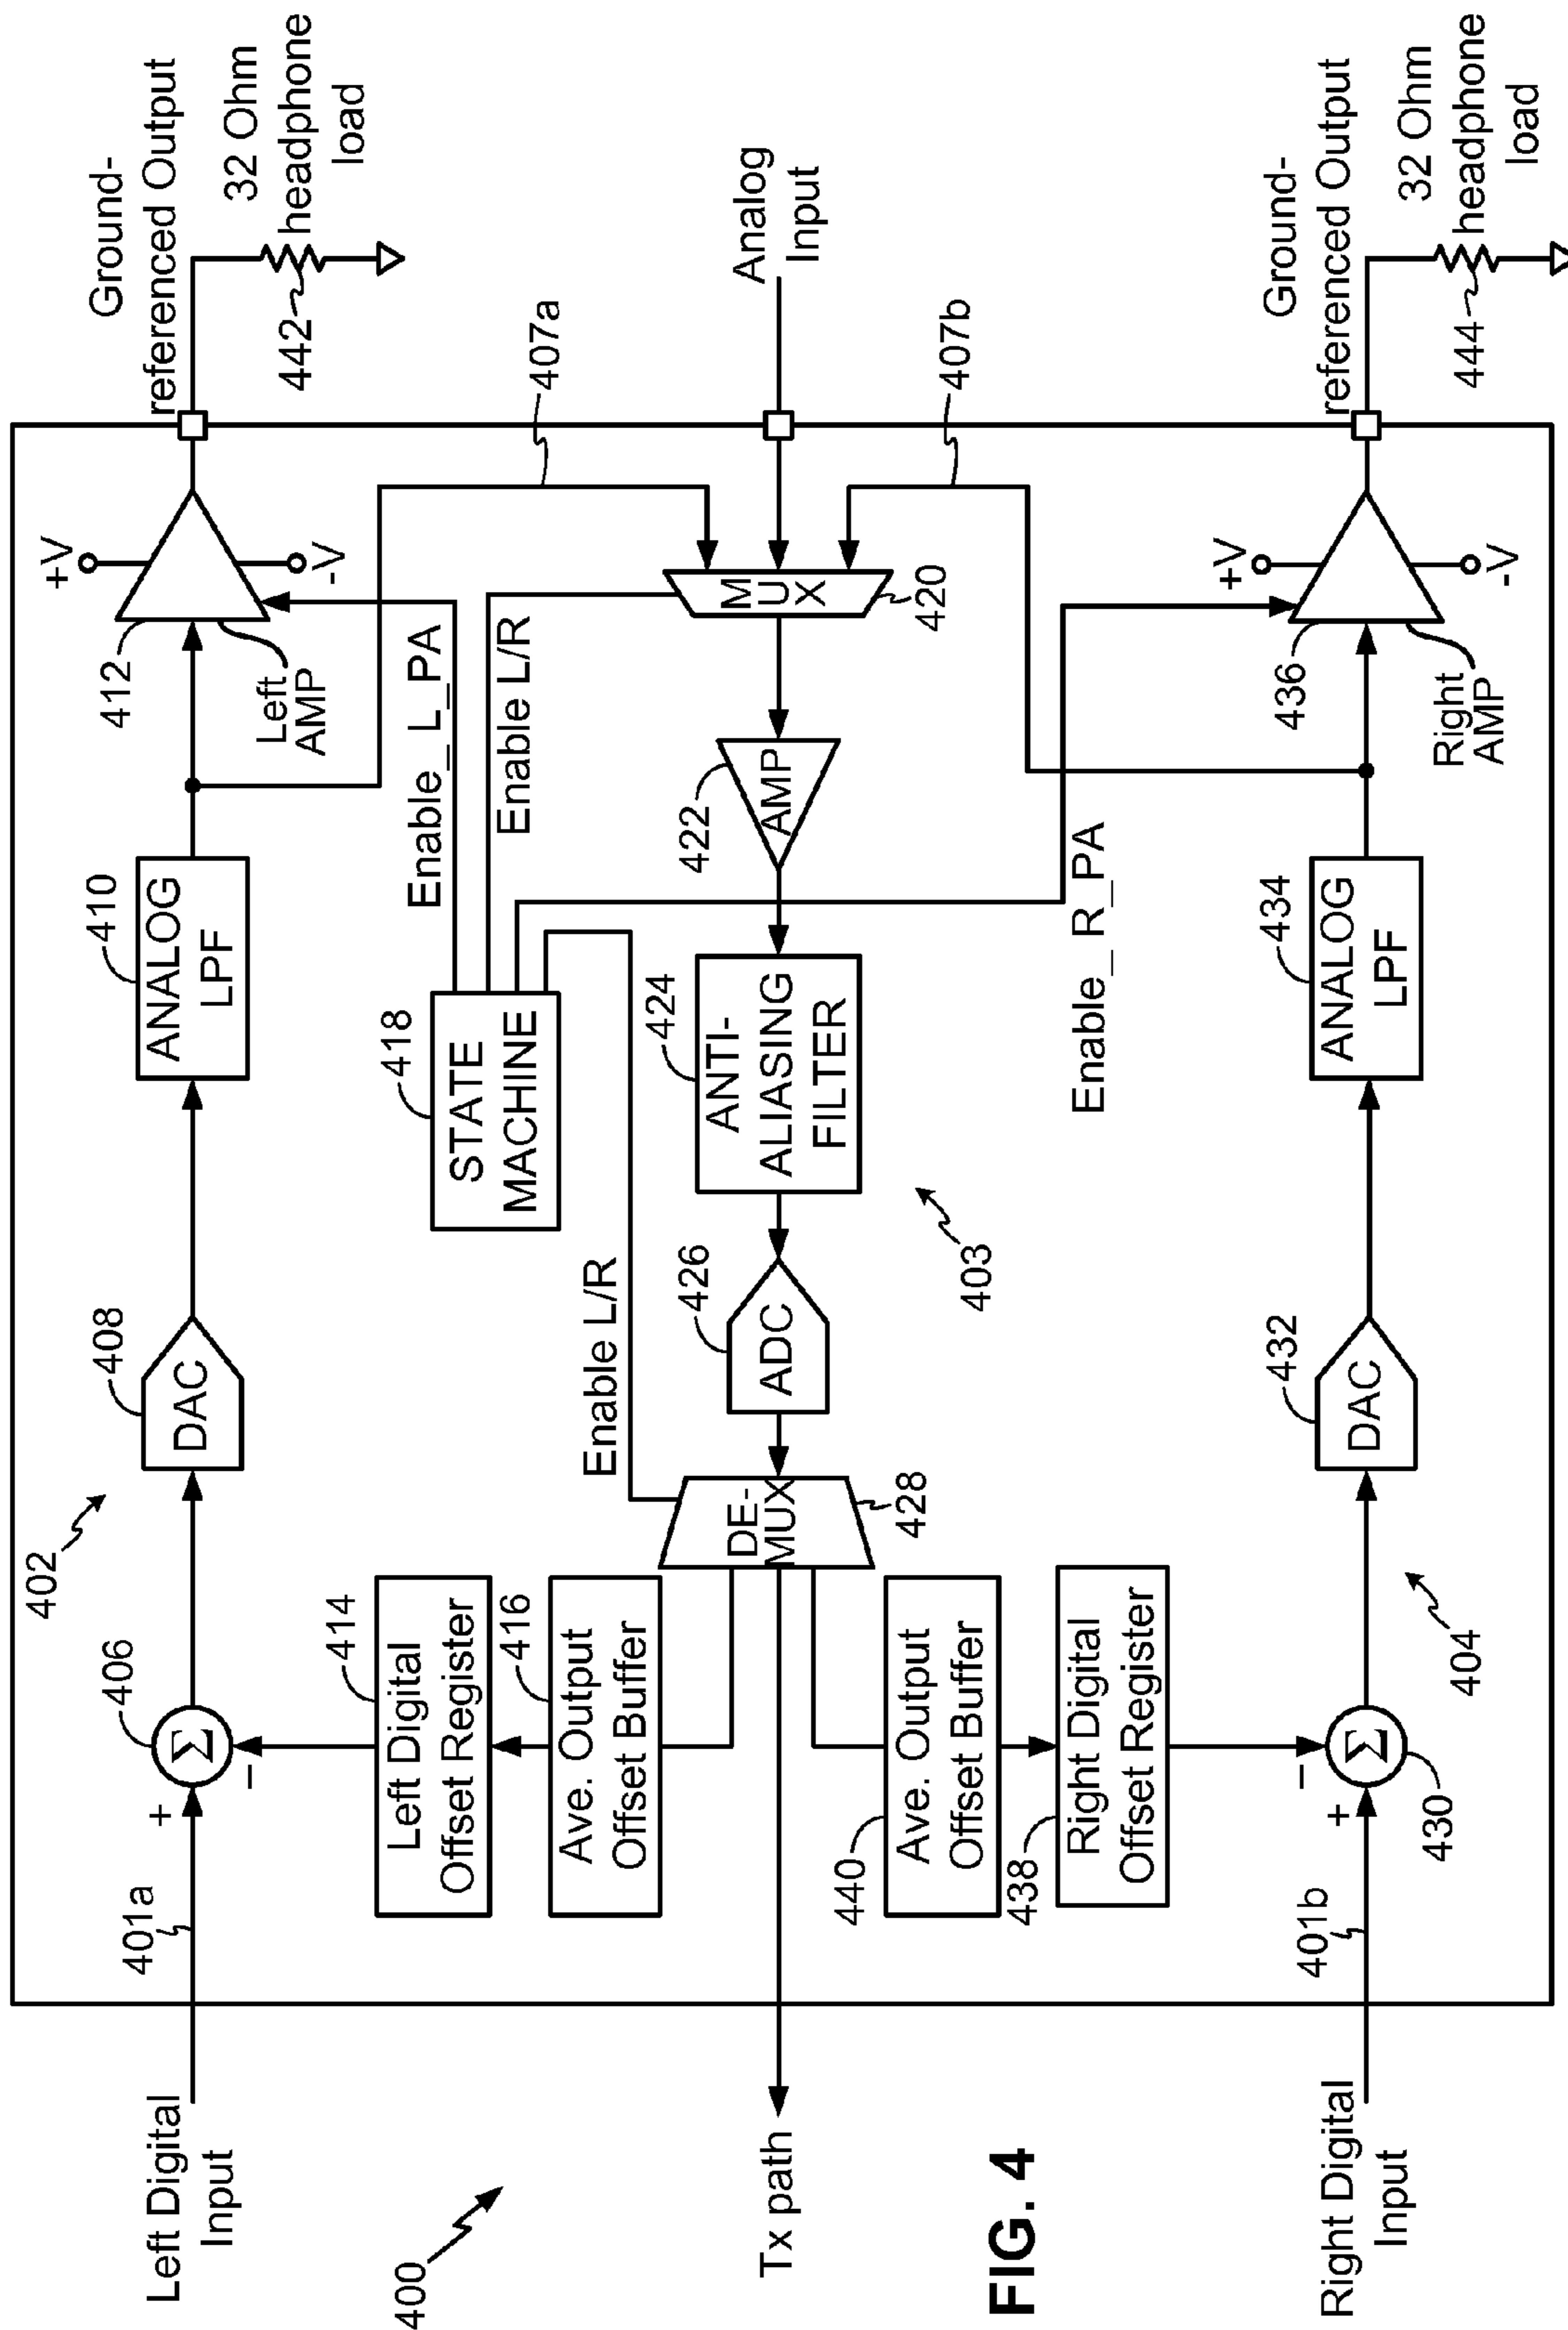 Left Digital
Input
401a
+
−
406
Σ
402
408
DAC
410
ANALOG
LPF
412
Left
AMP
+V
-V
Ground-
referenced Output
32 Ohm
headphone
load
442
414
Left Digital
Offset Register
416
Ave. Output
Offset Buffer
418
STATE
MACHINE
Enable_L_PA
Enable L/R
Enable L/R
407a
Analog
Input
MUX
420
422
AMP
424
ANTI-
ALIASING
FILTER
426
ADC
DE-
MUX
428
403
Tx path
440
Ave. Output
Offset Buffer
438
Right Digital
Offset Register
407b
Enable_R_PA
Right Digital
Input
401b
+
−
430
Σ
404
432
DAC
434
ANALOG
LPF
436
Right
AMP
+V
-V
Ground-
referenced Output
32 Ohm
headphone
load
444
400
FIG. 4